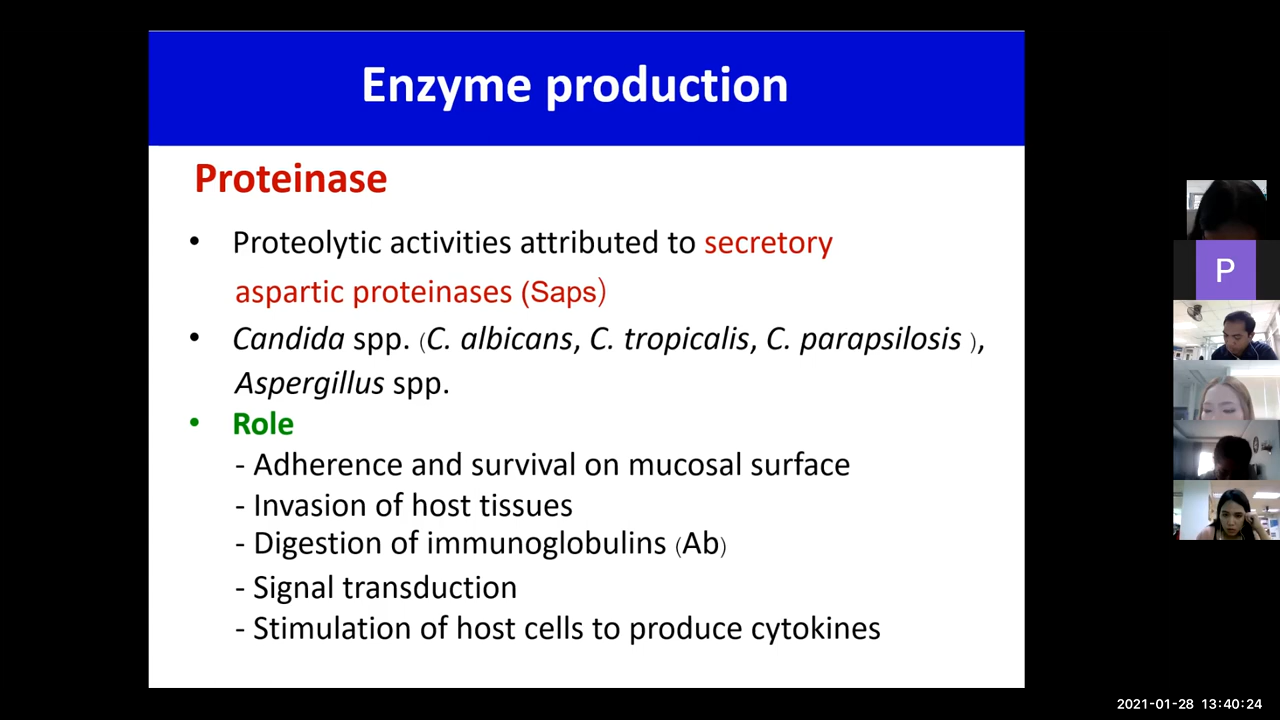 Enzyme production
Proteinase
• Proteolytic activities attributed to secretory
aspartic proteinases (Saps)
• Candida spp. (C. albicans, C. tropicalis, C. parapsilosis ),
Aspergillus spp.
• Role
- Adherence and survival on mucosal surface
- Invasion of host tissues
- Digestion of immunoglobulins (Ab)
- Signal transduction
- Stimulation of host cells to produce cytokines
P
2021-01-28 13:40:24